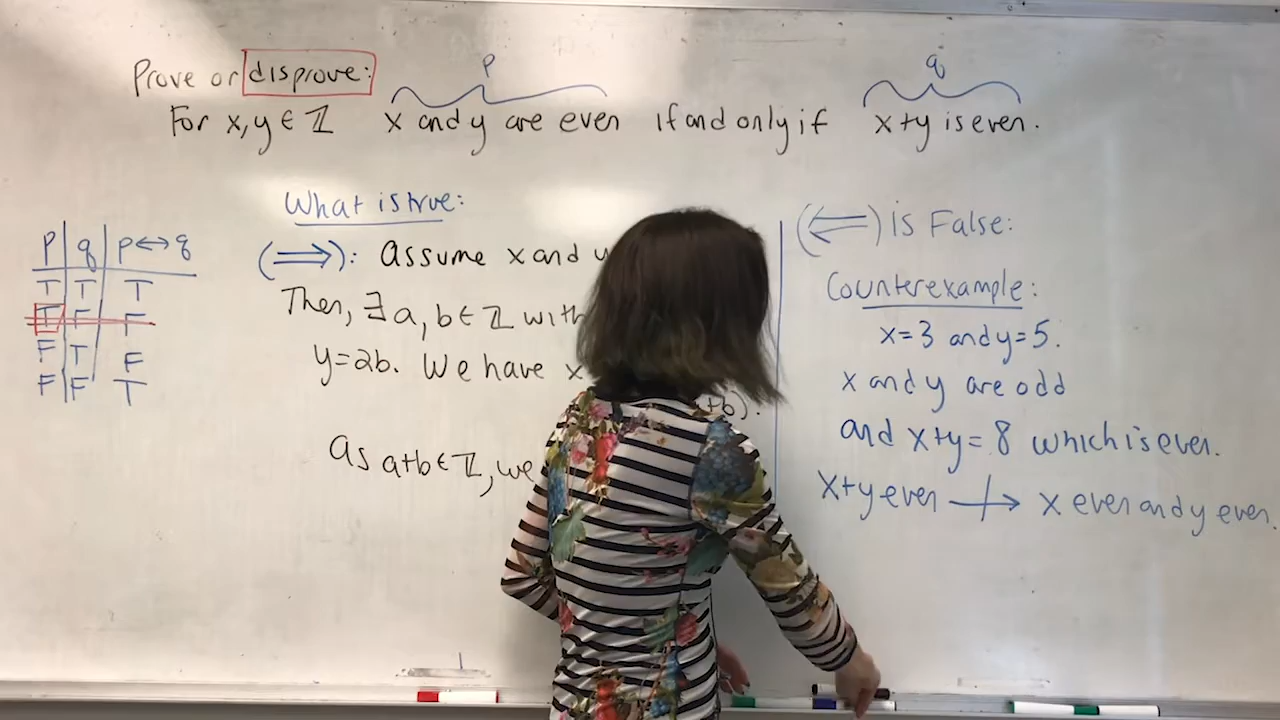 Prove or disprove:
p
q
For x, y ∈ ℤ x and y are even if and only if x+y is even.
What is true:
(⟹): Assume x and
Then, ∃ a, b ∈ ℤ with
y=2b. We have x
+b).
As a+b ∈ ℤ, we
p q p↔q
T T T
T F F
F T F
F F T
(⟸) is False:
Counterexample:
x=3 and y=5.
x and y are odd
and x+y= 8 which is even.
x+y even ↛ x even and y even.